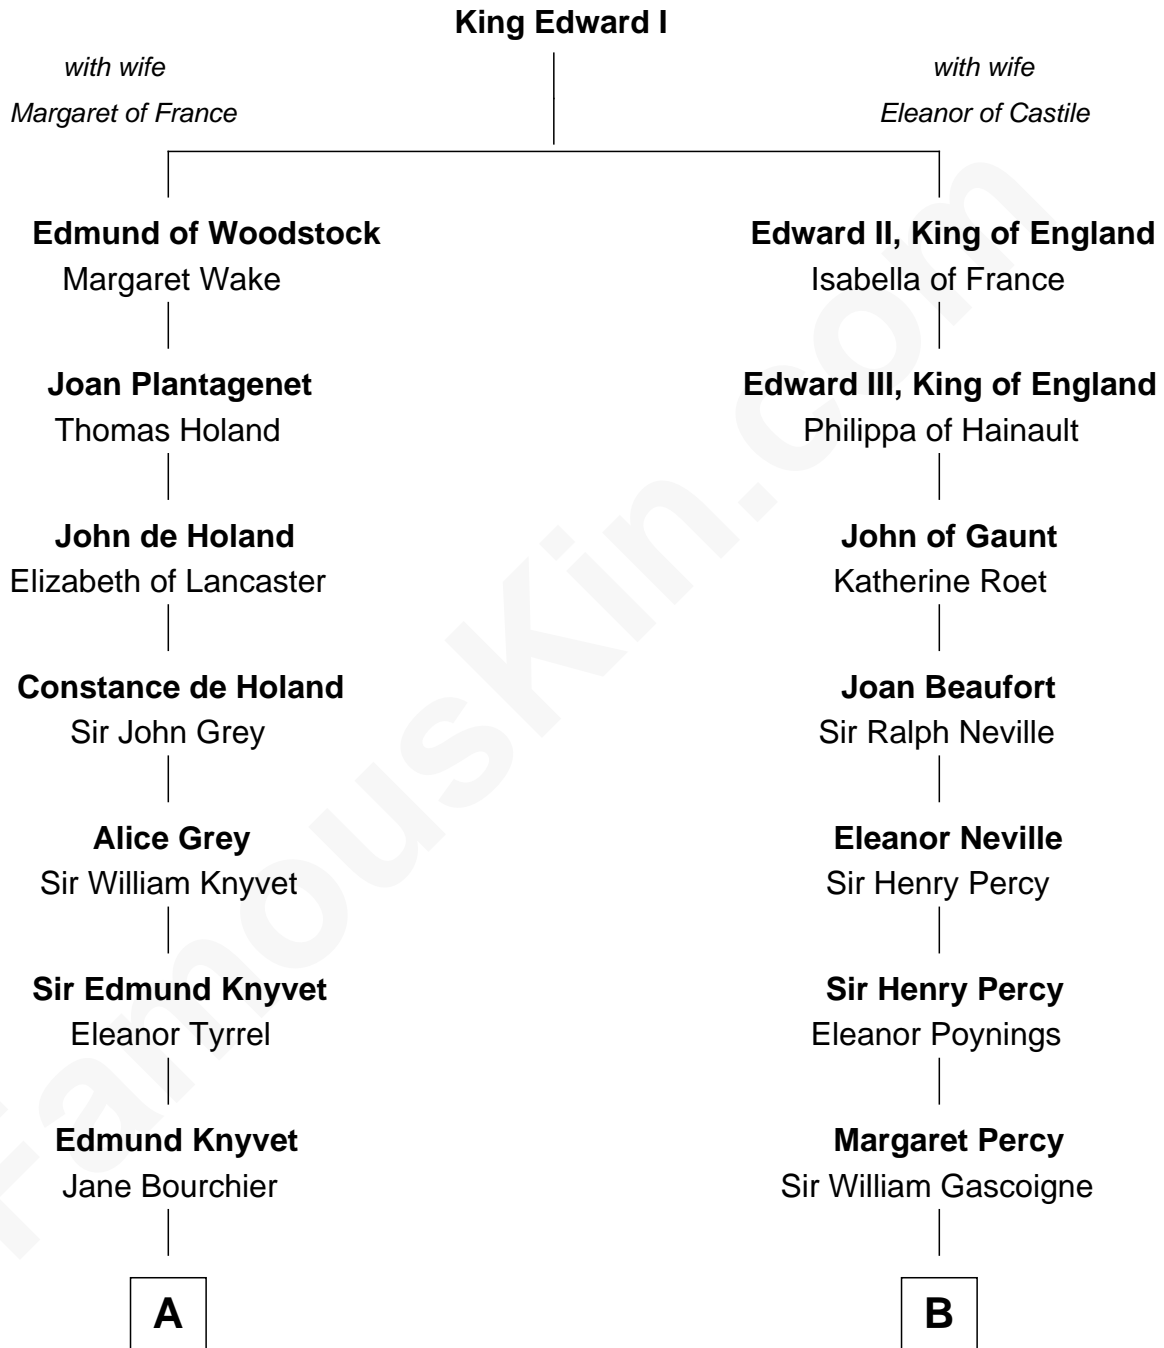 King Edward I
with wife
Margaret of France
with wife
Eleanor of Castile
Edmund of Woodstock
Margaret Wake
Edward II, King of England
Isabella of France
Joan Plantagenet
Thomas Holand
Edward III, King of England
Philippa of Hainault
John de Holand
Elizabeth of Lancaster
John of Gaunt
Katherine Roet
Constance de Holand
Sir John Grey
Joan Beaufort
Sir Ralph Neville
Alice Grey
Sir William Knyvet
Eleanor Neville
Sir Henry Percy
Sir Edmund Knyvet
Eleanor Tyrrel
Sir Henry Percy
Eleanor Poynings
Edmund Knyvet
Jane Bourchier
Margaret Percy
Sir William Gascoigne
A
B
FamousKin.com